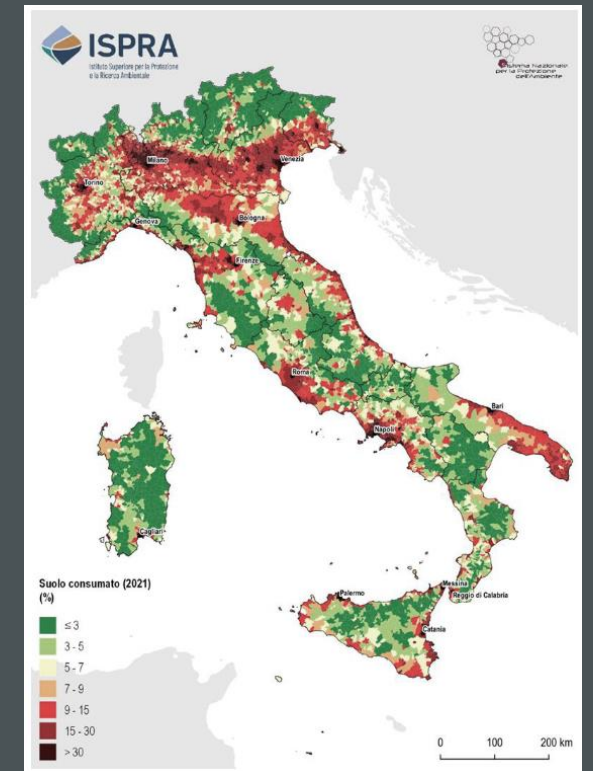 ISPRA
Istituto Superiore per la Protezione
e la Ricerca Ambientale
Sistema Nazionale
per la Protezione
dell'Ambiente
Milano
Venezia
Torino
Bologna
Genova
Firenze
Roma
Bari
Napoli
Cagliari
Messina
Palermo
Reggio di Calabria
Catania
Suolo consumato (2021)
(%)
≤ 3
3 - 5
5 - 7
7 - 9
9 - 15
15 - 30
> 30
0 100 200 km